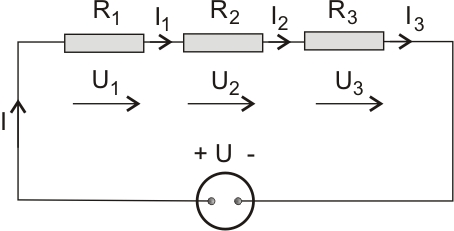 R1 I1 R2 I2 R3 I3
U1 U2 U3
I
+ U -